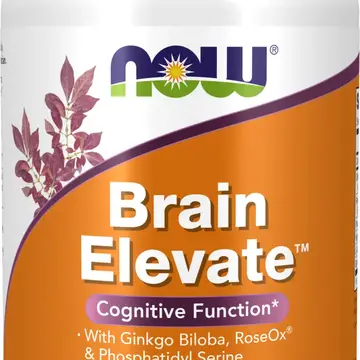 NOW®
Brain
Elevate™
Cognitive Function*
• With Ginkgo Biloba, RoseOx®
& Phosphatidyl Serine